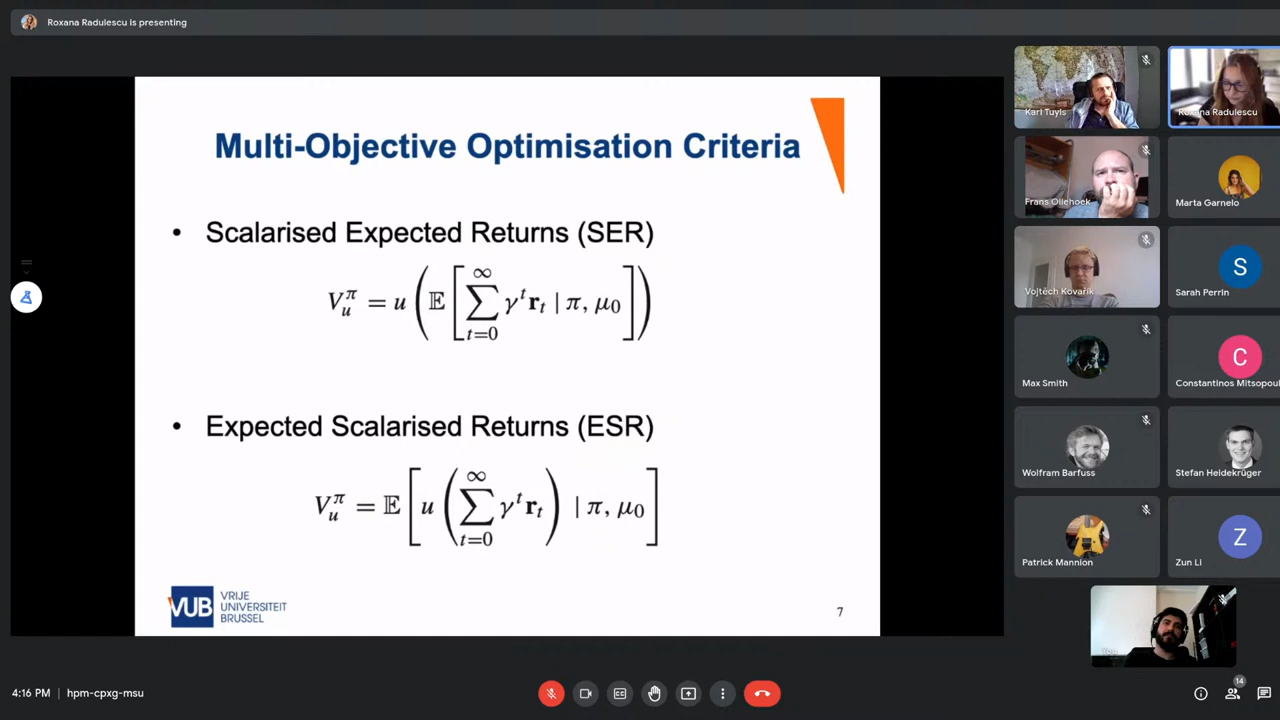 Roxana Radulescu is presenting
Multi-Objective Optimisation Criteria
• Scalarised Expected Returns (SER)
V_u^π = u ( 𝔼 [ ∑_{t=0}^{∞} γ^t r_t | π, μ_0 ] )
• Expected Scalarised Returns (ESR)
V_u^π = 𝔼 [ u ( ∑_{t=0}^{∞} γ^t r_t ) | π, μ_0 ]
VUB
VRIJE
UNIVERSITEIT
BRUSSEL
7
Karl Tuyls
Roxana Radulescu
Frans Oliehoek
Marta Garnelo
Vojtěch Kovařík
S
Sarah Perrin
Max Smith
C
Constantinos Mitsopoul
Wolfram Barfuss
Stefan Heidekrüger
Patrick Mannion
Z
Zun Li
You
4:16 PM | hpm-cpxg-msu
14